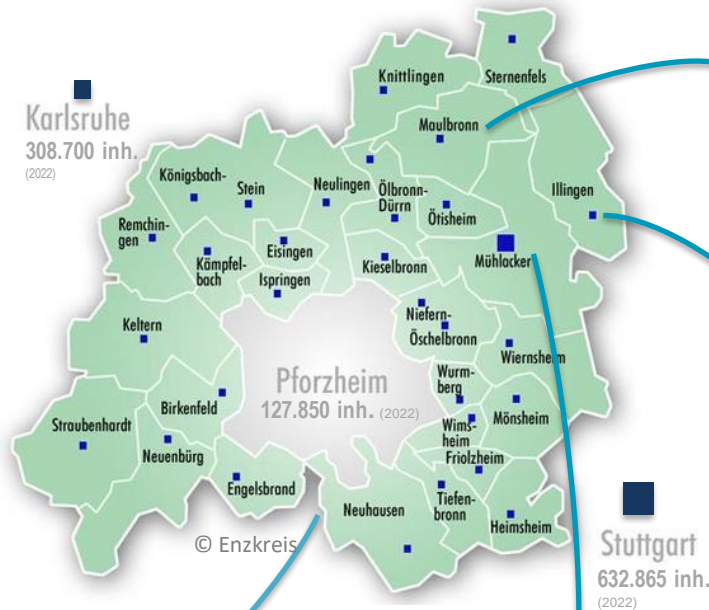 Knittlingen
Sternenfels
Karlsruhe
308.700 inh.
(2022)
Maulbronn
Königsbach-
Stein
Neulingen
Ölbronn-
Dürrn
Ötisheim
Illingen
Remchin-
gen
Kämpfel-
bach
Eisingen
Ispringen
Kieselbronn
Mühlacker
Niefern-
Öschelbronn
Keltern
Wiernsheim
Pforzheim
127.850 inh. (2022)
Wurm-
berg
Birkenfeld
Straubenhardt
Neuenbürg
Wims-
heim
Mönsheim
Friolzheim
Engelsbrand
Neuhausen
Tiefen-
bronn
Heimsheim
© Enzkreis
Stuttgart
632.865 inh.
(2022)